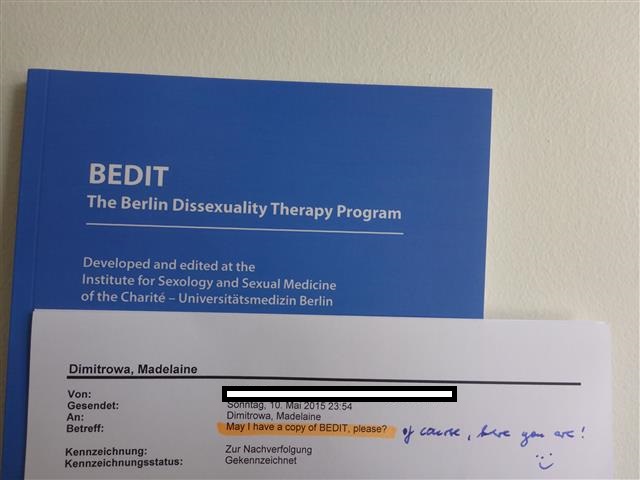 BEDIT
The Berlin Dissexuality Therapy Program
Developed and edited at the
Institute for Sexology and Sexual Medicine
of the Charité – Universitätsmedizin Berlin
Dimitrowa, Madelaine
Von:
Gesendet: Sonntag, 10. Mai 2015 23:54
An: Dimitrowa, Madelaine
Betreff: May I have a copy of BEDIT, please? of course, here you are!
Kennzeichnung: Zur Nachverfolgung
Kennzeichnungsstatus: Gekennzeichnet